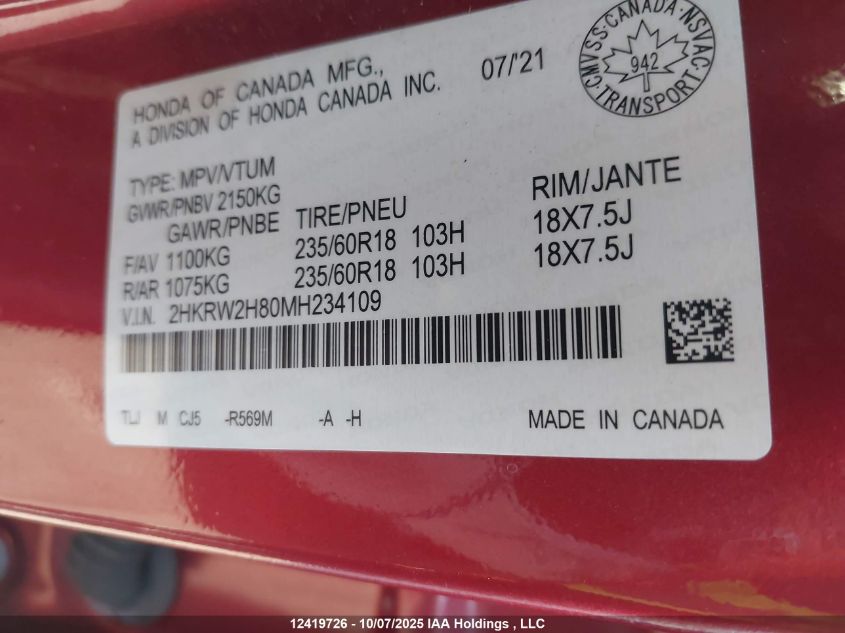 HONDA OF CANADA MFG.,
A DIVISION OF HONDA CANADA INC.
07/'21
CMVSS·CANADA·NSVAC·TRANSPORT·
942
TYPE: MPV/VTUM
GVWR/PNBV 2150KG
GAWR/PNBE TIRE/PNEU RIM/JANTE
F/AV 1100KG 235/60R18 103H 18X7.5J
R/AR 1075KG 235/60R18 103H 18X7.5J
V.I.N. 2HKRW2H80MH234109
TLJ M CJ5 -R569M -A -H MADE IN CANADA
12419726 - 10/07/2025 IAA Holdings , LLC